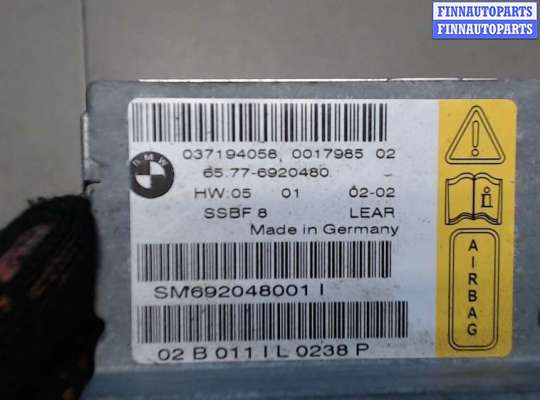 FINNAUTOPARTS
FINNAUTOPARTS
BMW
037194058, 0017985 02
65.77-6920480
HW:05 01 02-02
SSBF 8 LEAR
Made in Germany
SM692048001 I
02 B 011 I L 0238 P
AIRBAG